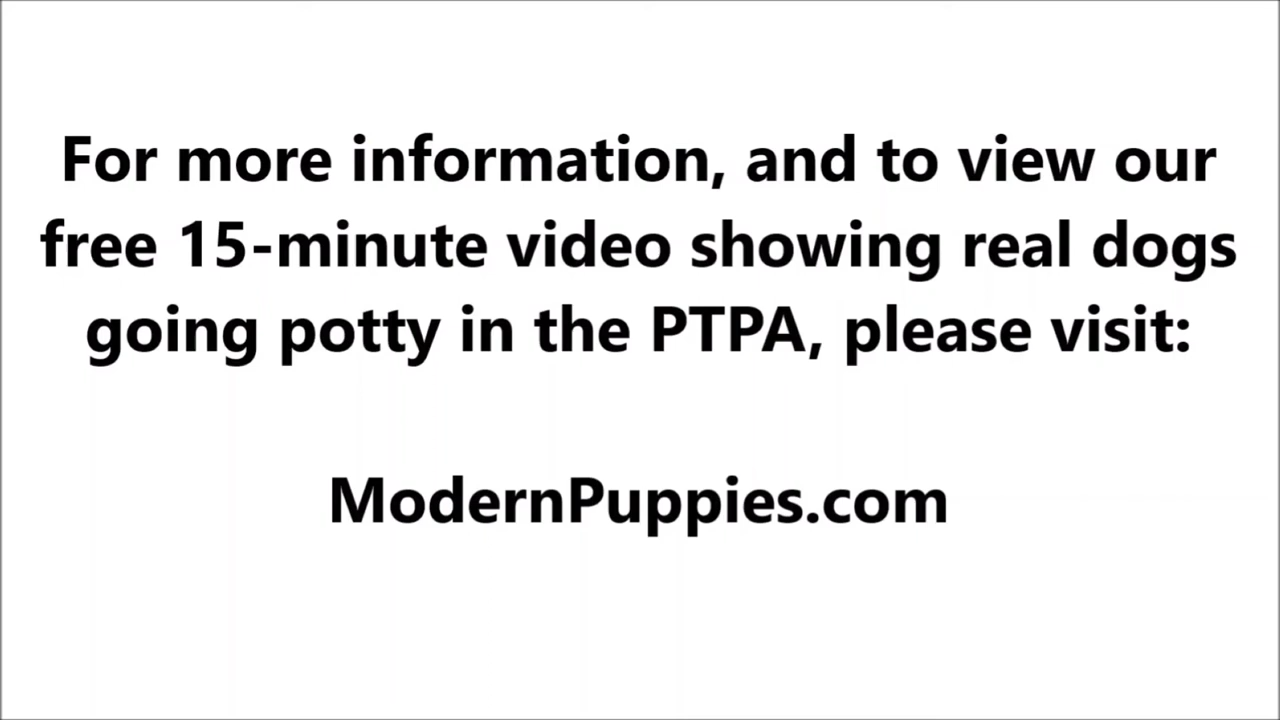 For more information, and to view our
free 15-minute video showing real dogs
going potty in the PTPA, please visit:
ModernPuppies.com